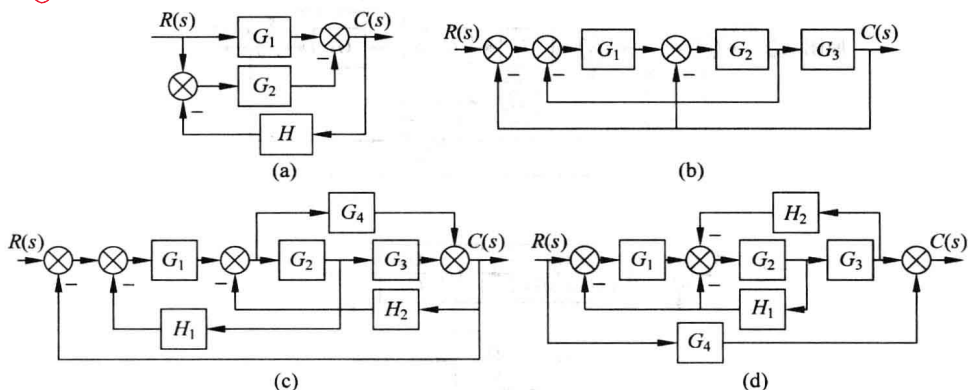 R(s) G₁ C(s)
−
G₂
−
H
(a)
R(s) G₁ G₂ G₃ C(s)
− − −
(b)
G₄
R(s) G₁ G₂ G₃ C(s)
− − −
H₂
H₁
(c)
H₂
−
R(s) G₁ G₂ G₃ C(s)
− −
H₁
G₄
(d)